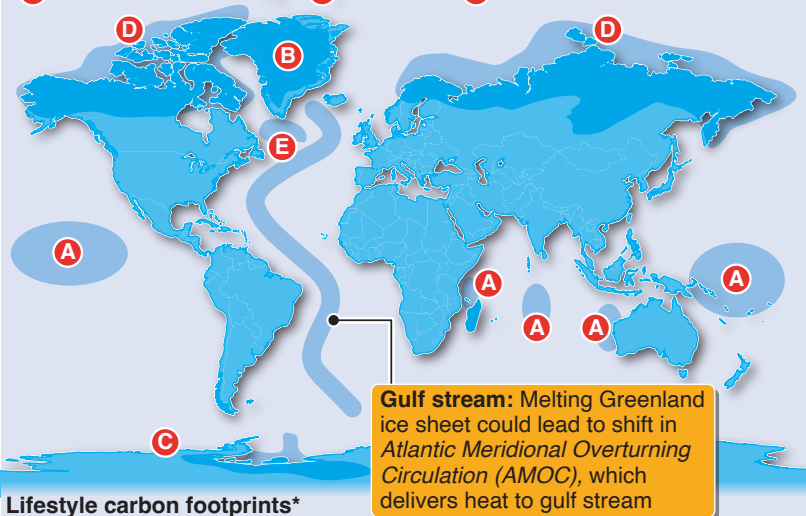 D
D
B
E
A
A
A
A
A
C
Gulf stream: Melting Greenland
ice sheet could lead to shift in
Atlantic Meridional Overturning
Circulation (AMOC), which
delivers heat to gulf stream
Lifestyle carbon footprints*